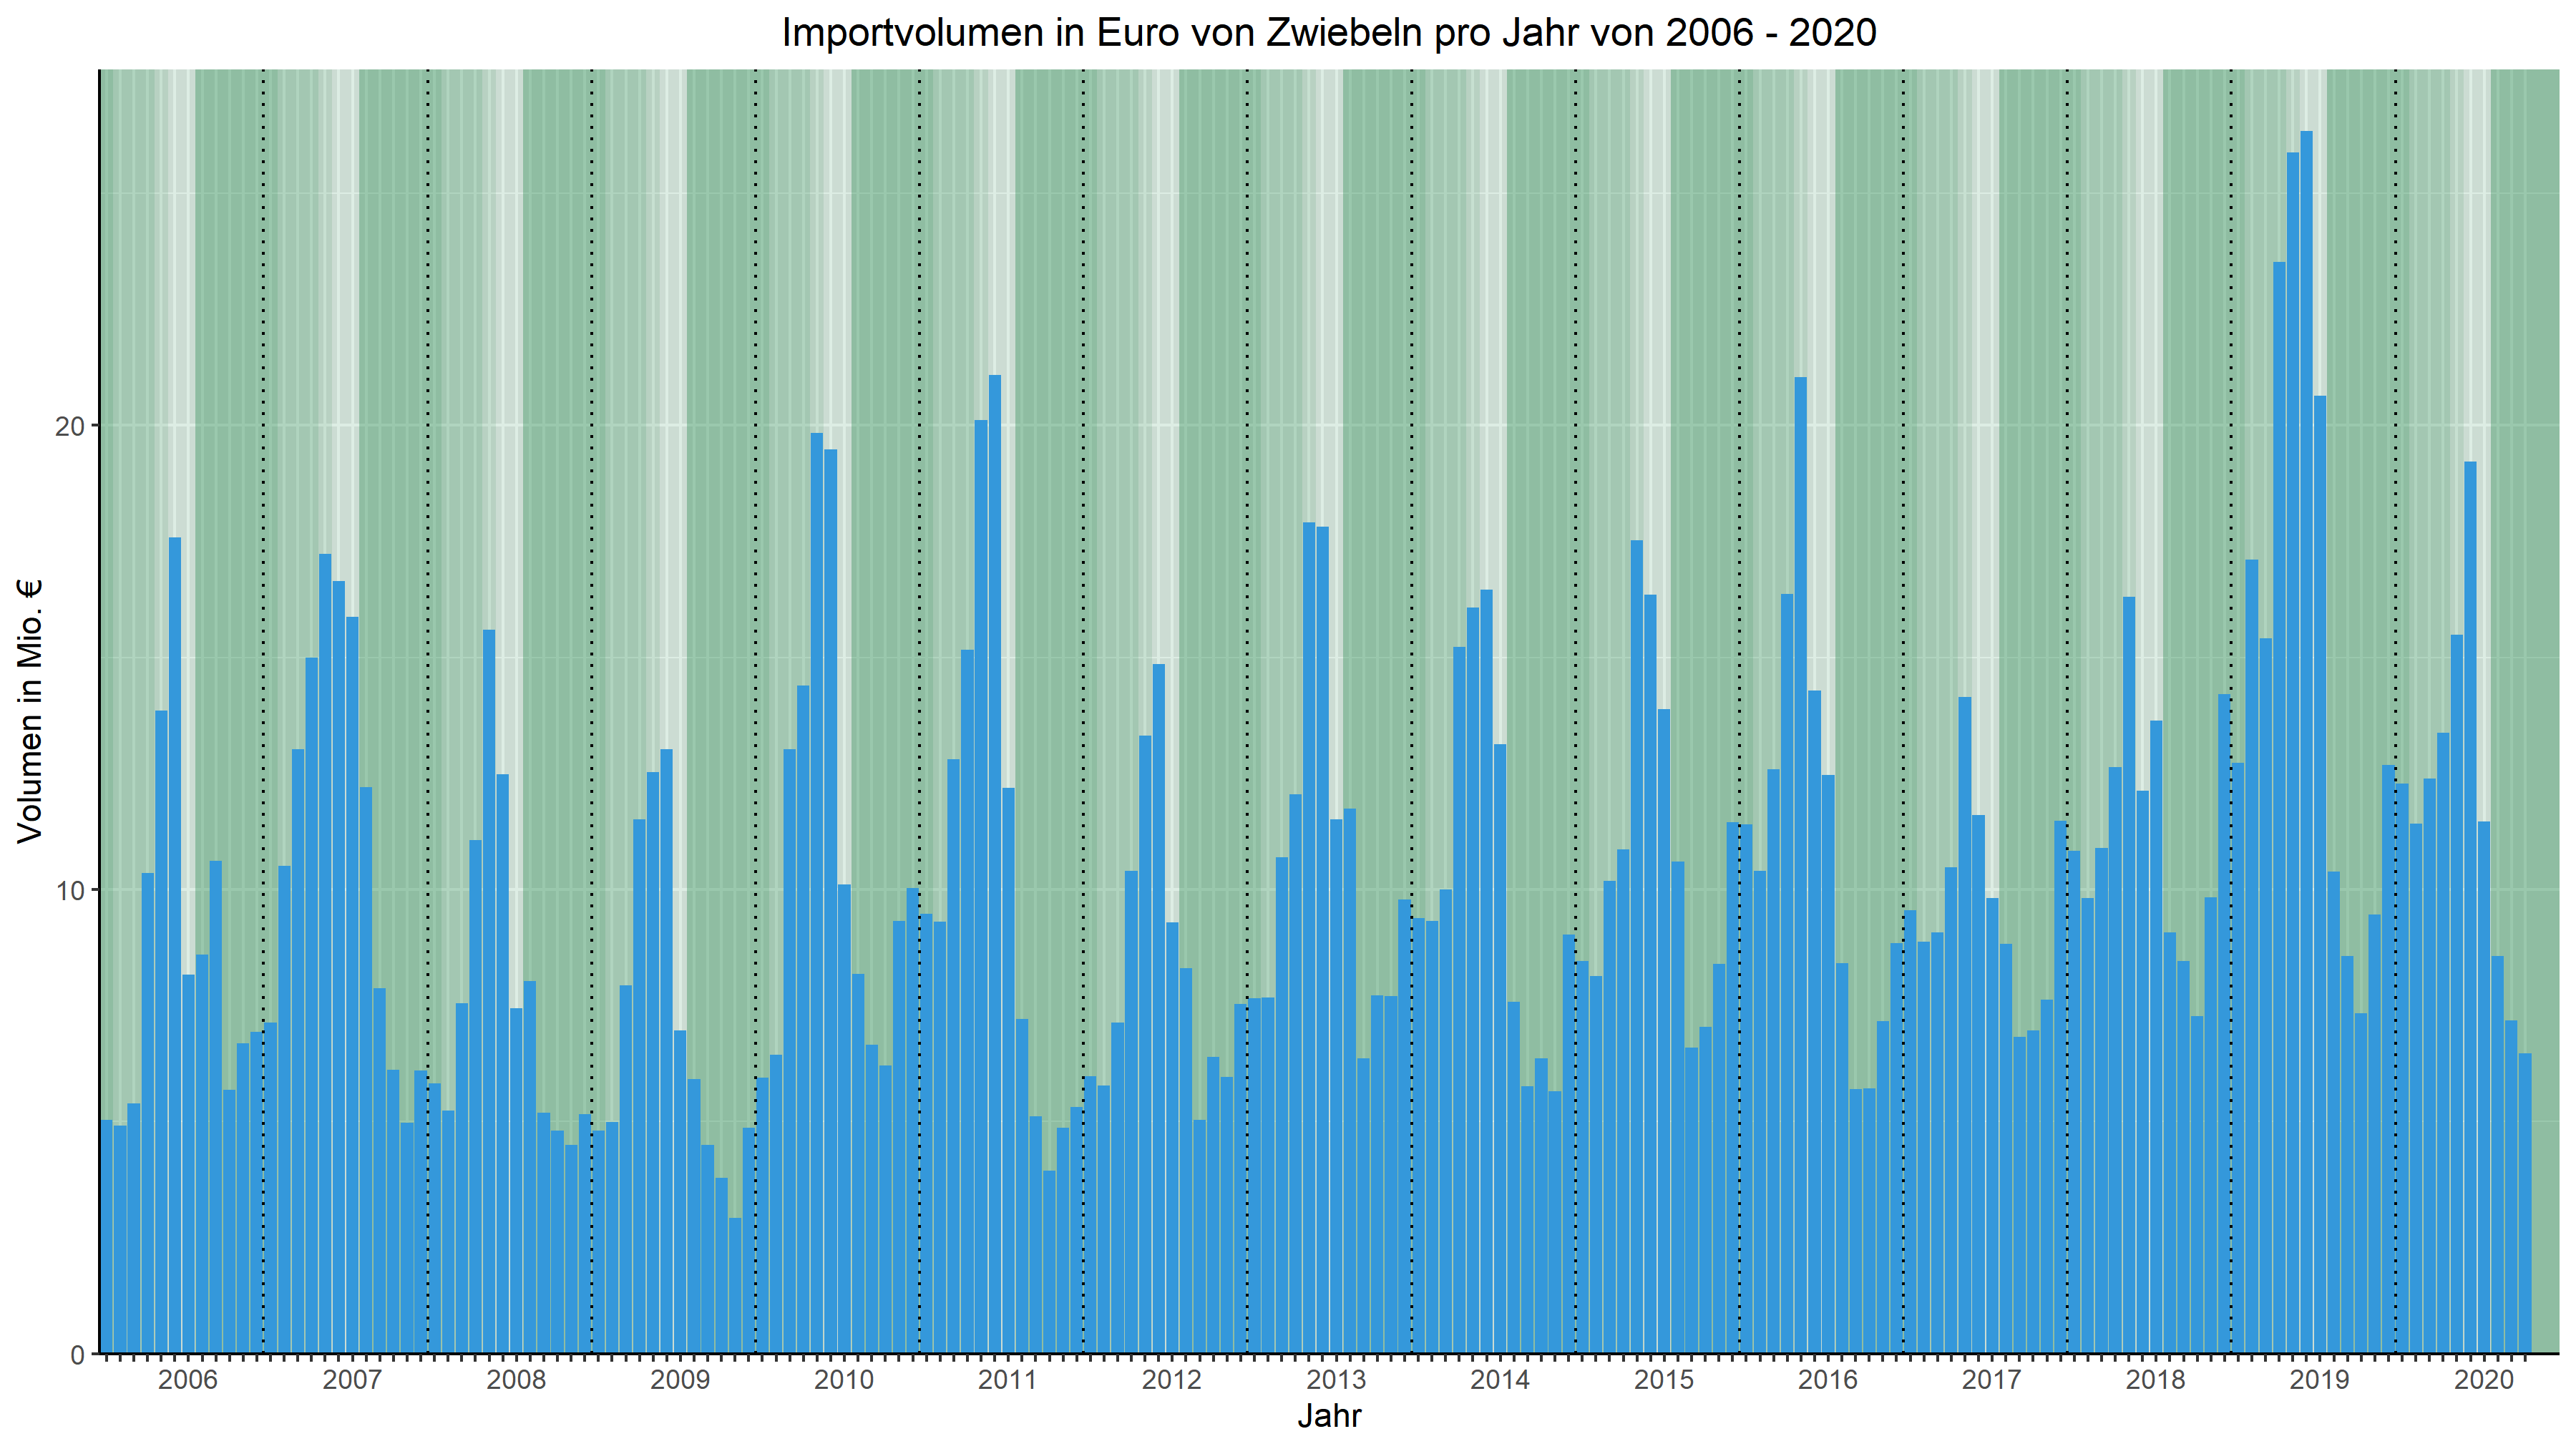 Importvolumen in Euro von Zwiebeln pro Jahr von 2006 - 2020
Volumen in Mio. €
20
10
0
2006 2007 2008 2009 2010 2011 2012 2013 2014 2015 2016 2017 2018 2019 2020
Jahr